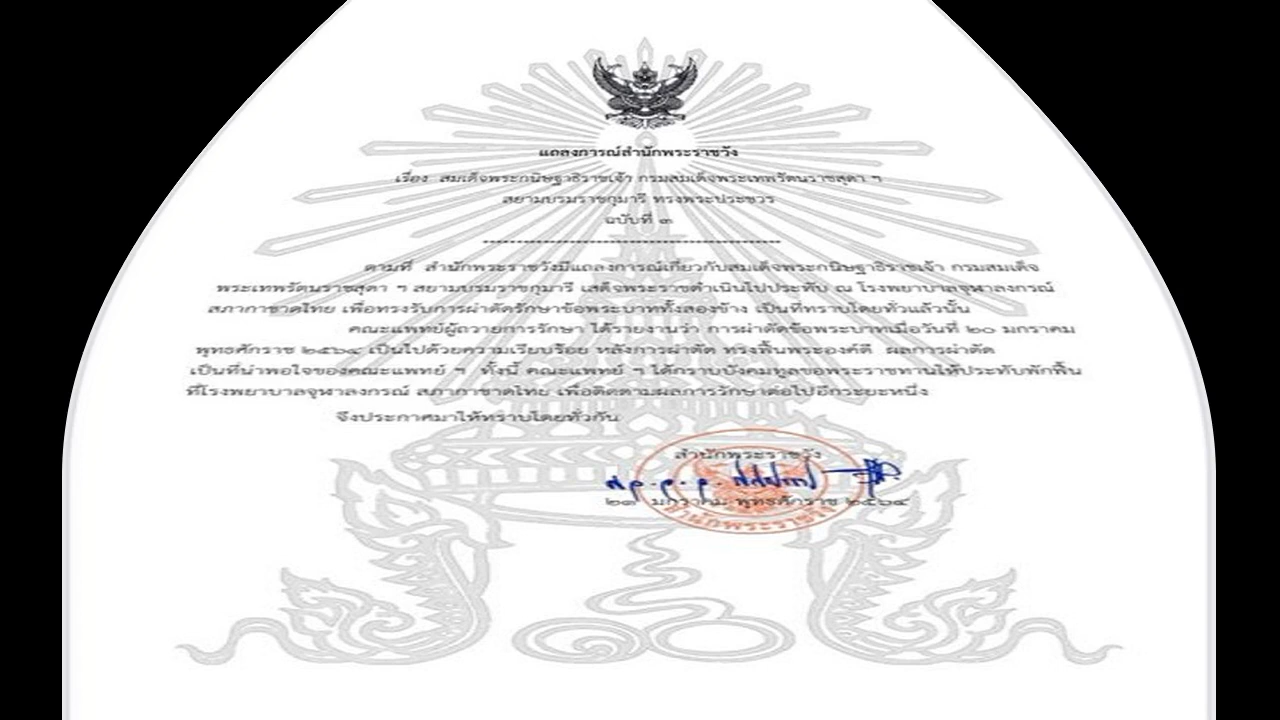 แถลงการณ์สำนักพระราชวัง
เรื่อง สมเด็จพระกนิษฐาธิราชเจ้า กรมสมเด็จพระเทพรัตนราชสุดา ฯ
สยามบรมราชกุมารี ทรงพระประชวร
ฉบับที่ ๓
ตามที่ สำนักพระราชวังมีแถลงการณ์เกี่ยวกับสมเด็จพระกนิษฐาธิราชเจ้า กรมสมเด็จ
พระเทพรัตนราชสุดา ฯ สยามบรมราชกุมารี เสด็จพระราชดำเนินไปประทับ ณ โรงพยาบาลจุฬาลงกรณ์
สภากาชาดไทย เพื่อทรงรับการผ่าตัดรักษาข้อพระบาททั้งสองข้าง เป็นที่ทราบโดยทั่วแล้วนั้น
คณะแพทย์ผู้ถวายการรักษา ได้รายงานว่า การผ่าตัดข้อพระบาทเมื่อวันที่ ๒๐ มกราคม
พุทธศักราช ๒๕๖๔ เป็นไปด้วยความเรียบร้อย หลังการผ่าตัด ทรงฟื้นพระองค์ดี ผลการผ่าตัด
เป็นที่น่าพอใจของคณะแพทย์ ฯ ทั้งนี้ คณะแพทย์ ฯ ได้กราบบังคมทูลขอพระราชทานให้ประทับพักฟื้น
ที่โรงพยาบาลจุฬาลงกรณ์ สภากาชาดไทย เพื่อติดตามผลการรักษาต่อไปอีกระยะหนึ่ง
จึงประกาศมาให้ทราบโดยทั่วกัน
สำนักพระราชวัง
มกราคม พุทธศักราช ๒๕๖๔
สำนักพระราชวัง